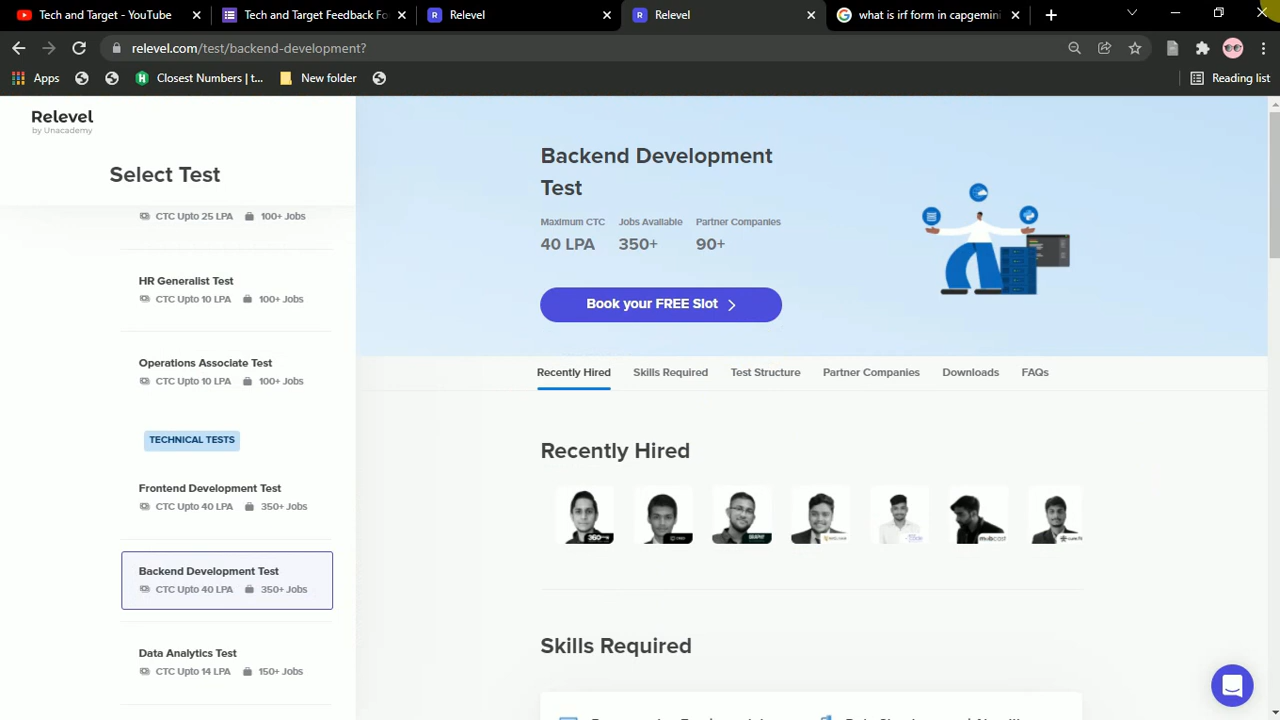 Tech and Target - YouTube
Tech and Target Feedback Fo
Relevel
Relevel
what is irf form in capgemini
relevel.com/test/backend-development?
Apps
Closest Numbers | t...
New folder
Reading list
Relevel
by Unacademy
Select Test
CTC Upto 25 LPA 100+ Jobs
HR Generalist Test
CTC Upto 10 LPA 100+ Jobs
Operations Associate Test
CTC Upto 10 LPA 100+ Jobs
TECHNICAL TESTS
Frontend Development Test
CTC Upto 40 LPA 350+ Jobs
Backend Development Test
CTC Upto 40 LPA 350+ Jobs
Data Analytics Test
CTC Upto 14 LPA 150+ Jobs
Backend Development
Test
Maximum CTC Jobs Available Partner Companies
40 LPA 350+ 90+
Book your FREE Slot
Recently Hired Skills Required Test Structure Partner Companies Downloads FAQs
Recently Hired
Skills Required